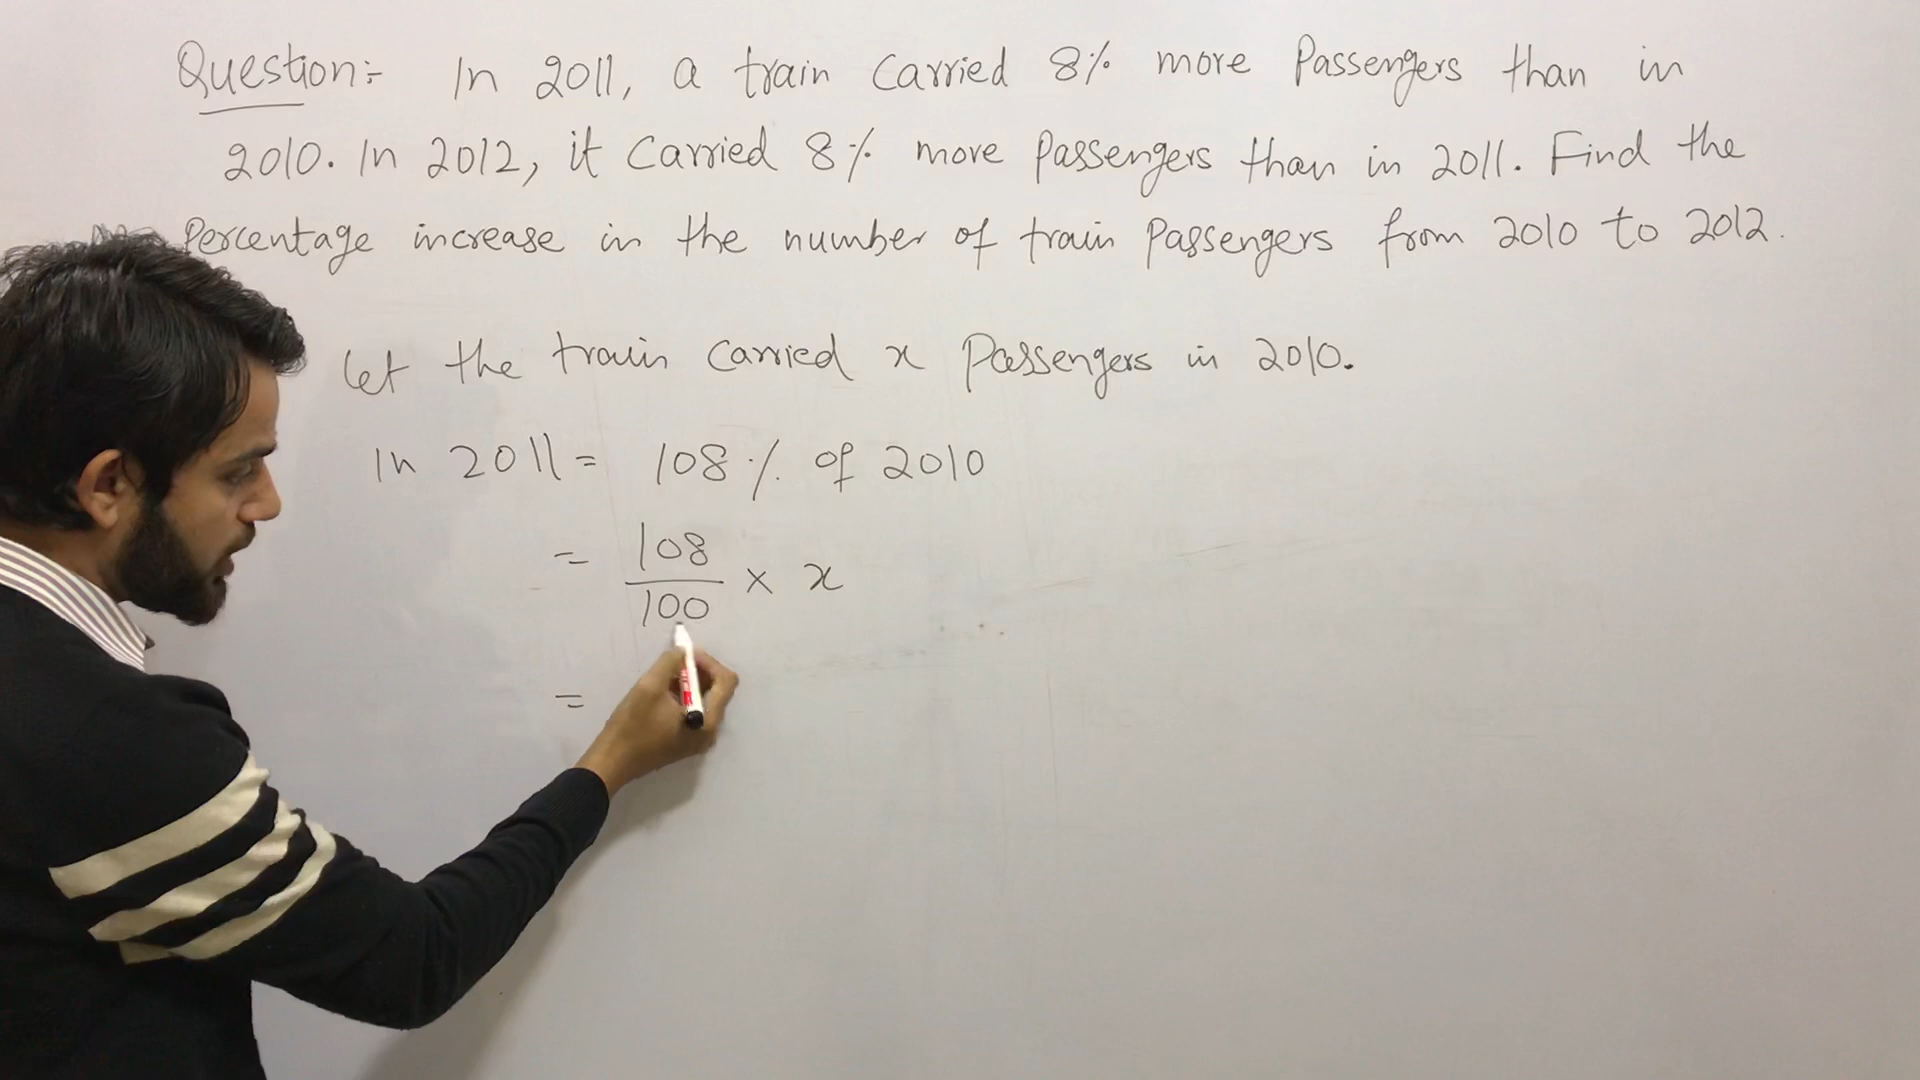 Question:- In 2011, a train carried 8% more Passengers than in
2010. In 2012, it carried 8% more passengers than in 2011. Find the
Percentage increase in the number of train Passengers from 2010 to 2012.
let the train carried x Passengers in 2010.
In 2011 = 108% of 2010
= 108/100 × x
=